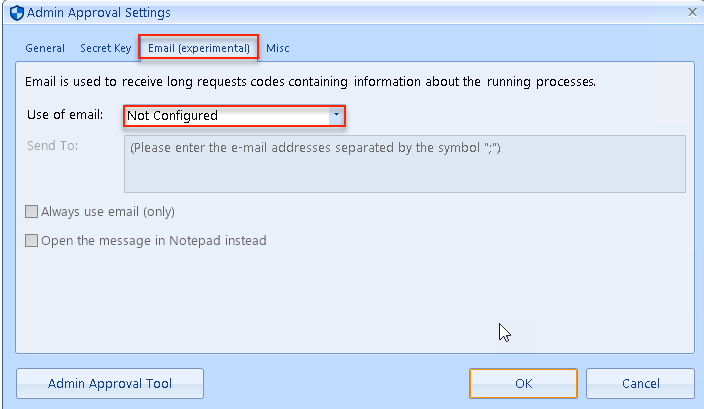 Admin Approval Settings
General Secret Key Email (experimental) Misc
Email is used to receive long requests codes containing information about the running processes.
Use of email: Not Configured
Send To: (Please enter the e-mail addresses separated by the symbol ";")
Always use email (only)
Open the message in Notepad instead
Admin Approval Tool OK Cancel